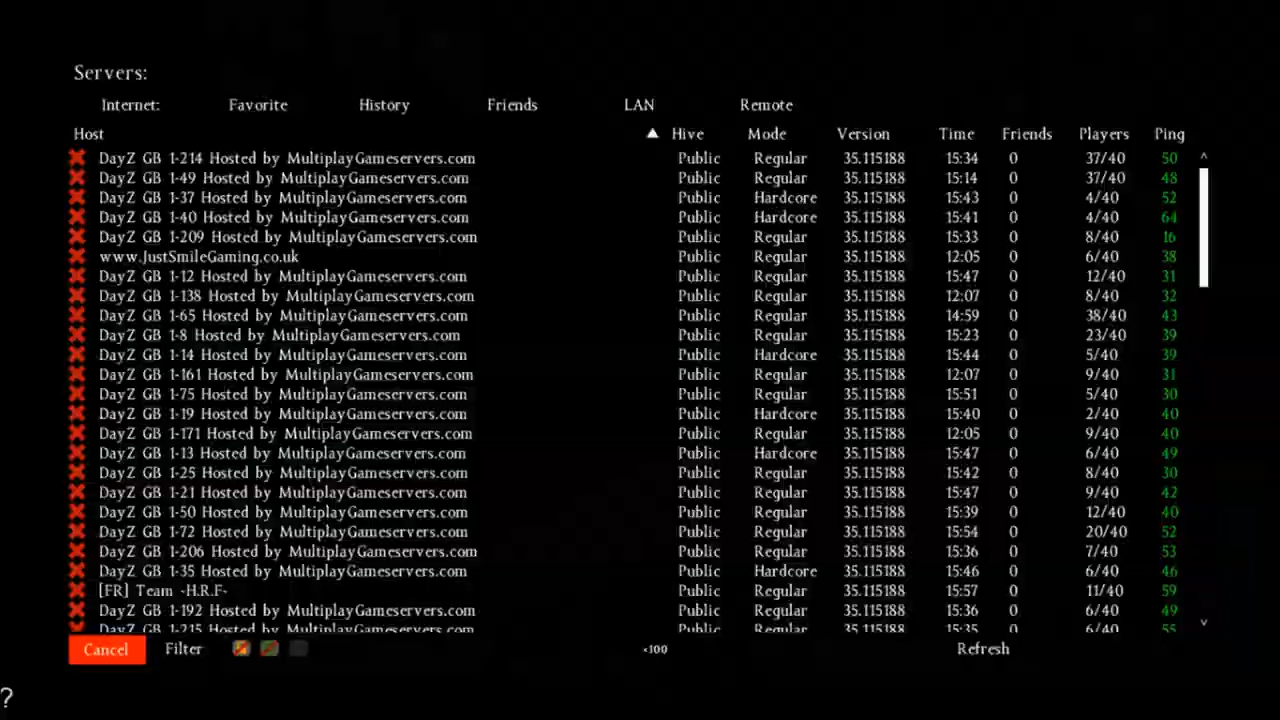 Servers:
Internet: Favorite History Friends LAN Remote
Host ▲ Hive Mode Version Time Friends Players Ping
DayZ GB 1-214 Hosted by MultiplayGameservers.com Public Regular 35.115188 15:34 0 37/40 50
DayZ GB 1-49 Hosted by MultiplayGameservers.com Public Regular 35.115188 15:14 0 37/40 48
DayZ GB 1-37 Hosted by MultiplayGameservers.com Public Hardcore 35.115188 15:43 0 4/40 52
DayZ GB 1-40 Hosted by MultiplayGameservers.com Public Hardcore 35.115188 15:41 0 4/40 64
DayZ GB 1-209 Hosted by MultiplayGameservers.com Public Regular 35.115188 15:33 0 8/40 16
www.JustSmileGaming.co.uk Public Regular 35.115188 12:05 0 6/40 38
DayZ GB 1-12 Hosted by MultiplayGameservers.com Public Regular 35.115188 15:47 0 12/40 31
DayZ GB 1-138 Hosted by MultiplayGameservers.com Public Regular 35.115188 12:07 0 8/40 32
DayZ GB 1-65 Hosted by MultiplayGameservers.com Public Regular 35.115188 14:59 0 38/40 43
DayZ GB 1-8 Hosted by MultiplayGameservers.com Public Regular 35.115188 15:23 0 23/40 39
DayZ GB 1-14 Hosted by MultiplayGameservers.com Public Hardcore 35.115188 15:44 0 5/40 39
DayZ GB 1-161 Hosted by MultiplayGameservers.com Public Regular 35.115188 12:07 0 9/40 31
DayZ GB 1-75 Hosted by MultiplayGameservers.com Public Regular 35.115188 15:51 0 5/40 30
DayZ GB 1-19 Hosted by MultiplayGameservers.com Public Hardcore 35.115188 15:40 0 2/40 40
DayZ GB 1-171 Hosted by MultiplayGameservers.com Public Regular 35.115188 12:05 0 9/40 40
DayZ GB 1-13 Hosted by MultiplayGameservers.com Public Hardcore 35.115188 15:47 0 6/40 49
DayZ GB 1-25 Hosted by MultiplayGameservers.com Public Regular 35.115188 15:42 0 8/40 30
DayZ GB 1-21 Hosted by MultiplayGameservers.com Public Regular 35.115188 15:47 0 9/40 42
DayZ GB 1-50 Hosted by MultiplayGameservers.com Public Regular 35.115188 15:39 0 12/40 40
DayZ GB 1-72 Hosted by MultiplayGameservers.com Public Regular 35.115188 15:54 0 20/40 52
DayZ GB 1-206 Hosted by MultiplayGameservers.com Public Regular 35.115188 15:36 0 7/40 53
DayZ GB 1-35 Hosted by MultiplayGameservers.com Public Hardcore 35.115188 15:46 0 6/40 46
[FR] Team -H.R.F- Public Regular 35.115188 15:57 0 11/40 59
DayZ GB 1-192 Hosted by MultiplayGameservers.com Public Regular 35.115188 15:36 0 6/40 49
DayZ GB 1-215 Hosted by MultiplayGameservers.com Public Regular 35.115188 15:35 0 6/40 55
Cancel Filter <100 Refresh
?